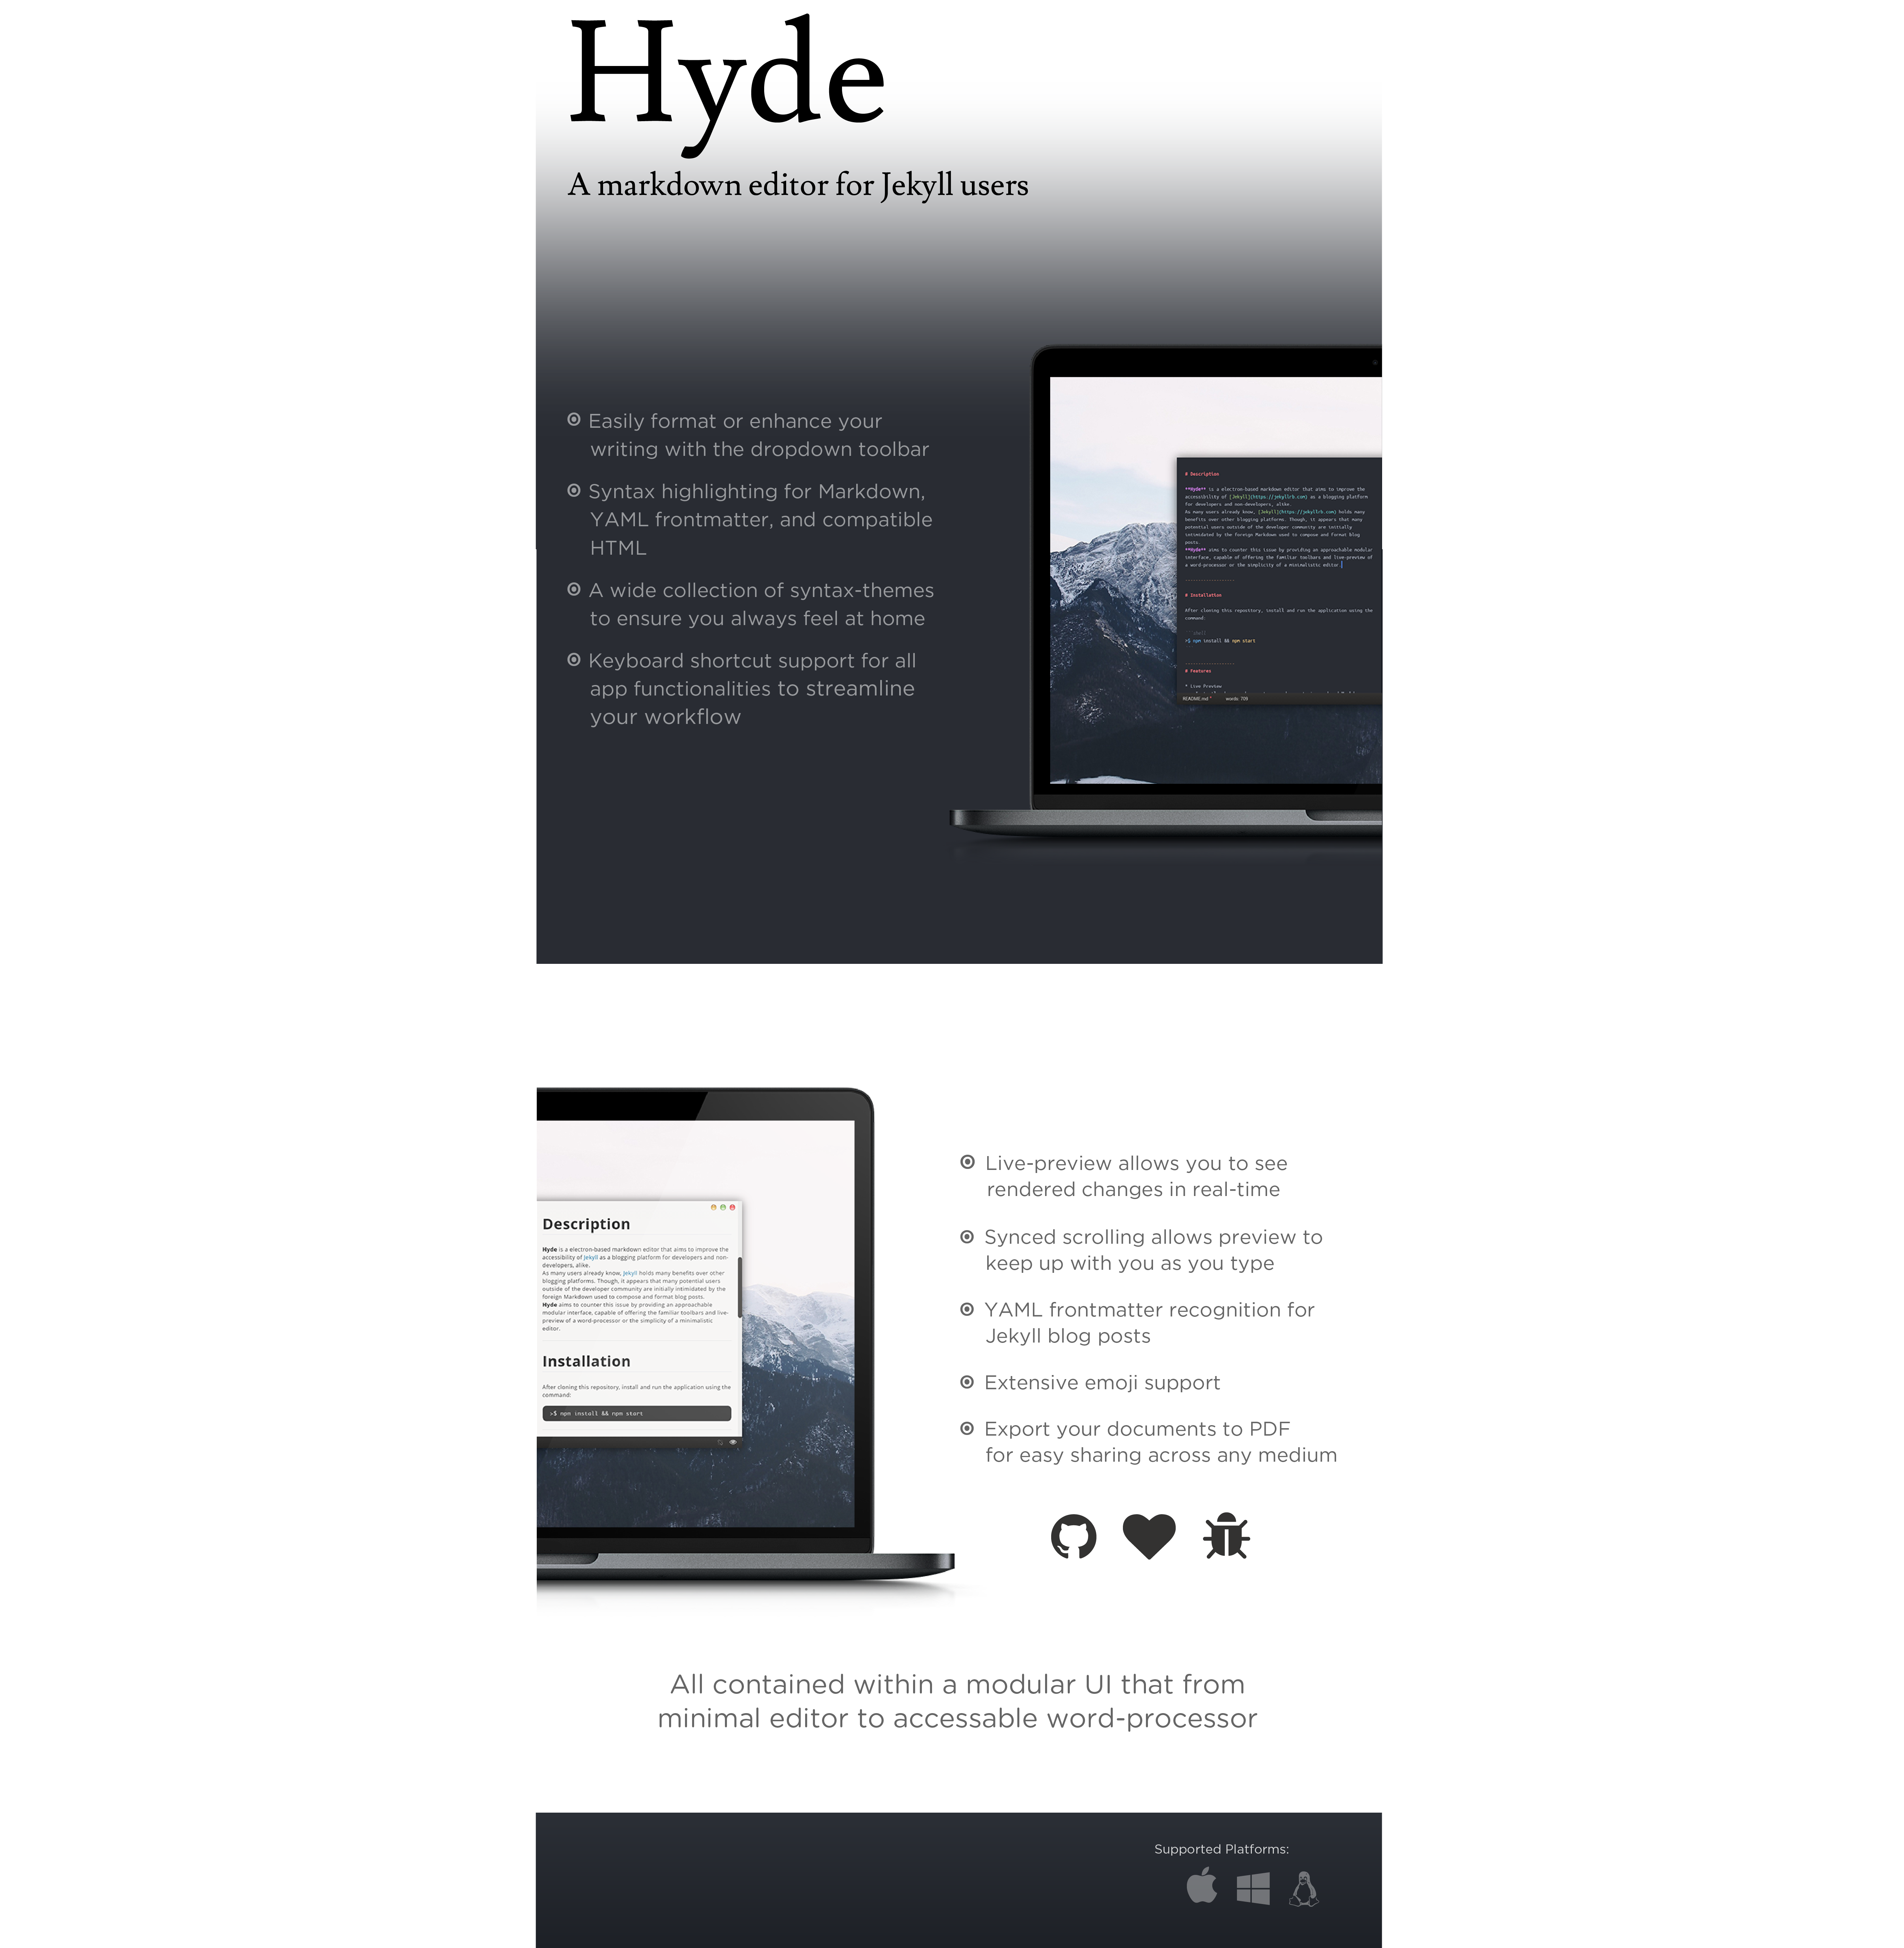 Hyde
A markdown editor for Jekyll users
Easily format or enhance your
writing with the dropdown toolbar
Syntax highlighting for Markdown,
YAML frontmatter, and compatible
HTML
A wide collection of syntax-themes
to ensure you always feel at home
Keyboard shortcut support for all
app functionalities to streamline
your workflow
# Description
**Hyde** is a electron-based markdown editor that aims to improve the
accessibility of [Jekyll](https://jekyllrb.com) as a blogging platform
for developers and non-developers, alike.
As many users already know, [Jekyll](https://jekyllrb.com) holds many
benefits over other blogging platforms. Though, it appears that many
potential users outside of the developer community are initially
intimidated by the foreign Markdown used to compose and format blog
posts.
**Hyde** aims to counter this issue by providing an approachable modular
interface, capable of offering the familiar toolbars and live-preview of
a word-processor or the simplicity of a minimalistic editor.
# Installation
After cloning this repository, install and run the application using the
command:
```shell
>$ npm install && npm start
# Features
* Live Preview
README.md * words: 709
Description
Hyde is a electron-based markdown editor that aims to improve the
accessibility of Jekyll as a blogging platform for developers and non-
developers, alike.
As many users already know, Jekyll holds many benefits over other
blogging platforms. Though, it appears that many potential users
outside of the developer community are initially intimidated by the
foreign Markdown used to compose and format blog posts.
Hyde aims to counter this issue by providing an approachable
modular interface, capable of offering the familiar toolbars and live-
preview of a word-processor or the simplicity of a minimalistic
editor.
Installation
After cloning this repository, install and run the application using the
command:
>$ npm install && npm start
Live-preview allows you to see
rendered changes in real-time
Synced scrolling allows preview to
keep up with you as you type
YAML frontmatter recognition for
Jekyll blog posts
Extensive emoji support
Export your documents to PDF
for easy sharing across any medium
All contained within a modular UI that from
minimal editor to accessable word-processor
Supported Platforms: